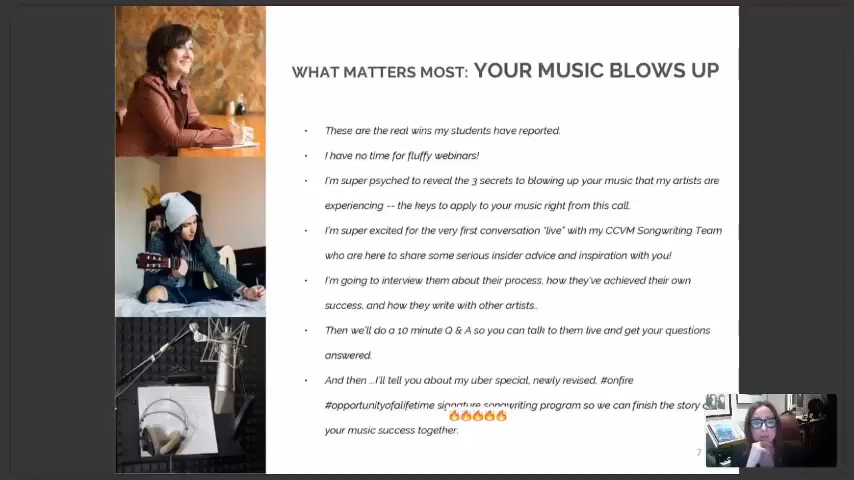 WHAT MATTERS MOST: YOUR MUSIC BLOWS UP
• These are the real wins my students have reported.
• I have no time for fluffy webinars!
• I'm super psyched to reveal the 3 secrets to blowing up your music that my artists are
experiencing -- the keys to apply to your music right from this call.
• I'm super excited for the very first conversation "live" with my CCVM Songwriting Team
who are here to share some serious insider advice and inspiration with you!
• I'm going to interview them about their process, how they've achieved their own
success, and how they write with other artists..
• Then we'll do a 10 minute Q & A so you can talk to them live and get your questions
answered.
• And then ...I'll tell you about my uber special, newly revised, #onfire
#opportunityofalifetime signature songwriting program so we can finish the story
your music success together.
7